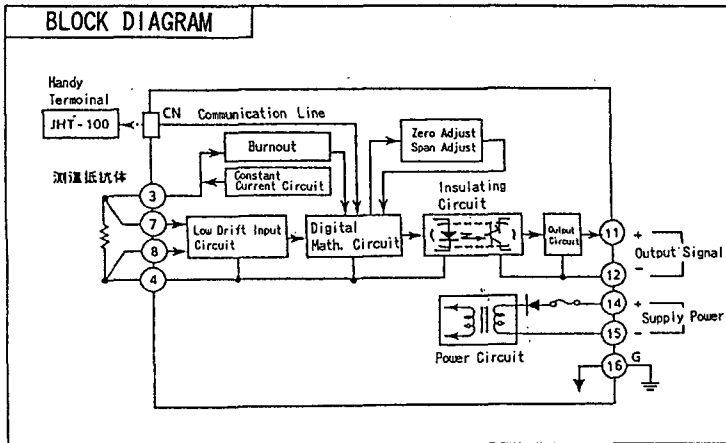 BLOCK DIAGRAM
Handy
Termoinal
JHT-100
CN Communication Line
Burnout
Constant
Current Circuit
Zero Adjust
Span Adjust
測温抵抗体
Insulating
Circuit
3
7
8
4
Low Drift Input
Circuit
Digital
Math. Circuit
Output
Circuit
11
+
Output Signal
12
-
14
+
Supply Power
15
-
Power Circuit
16
G